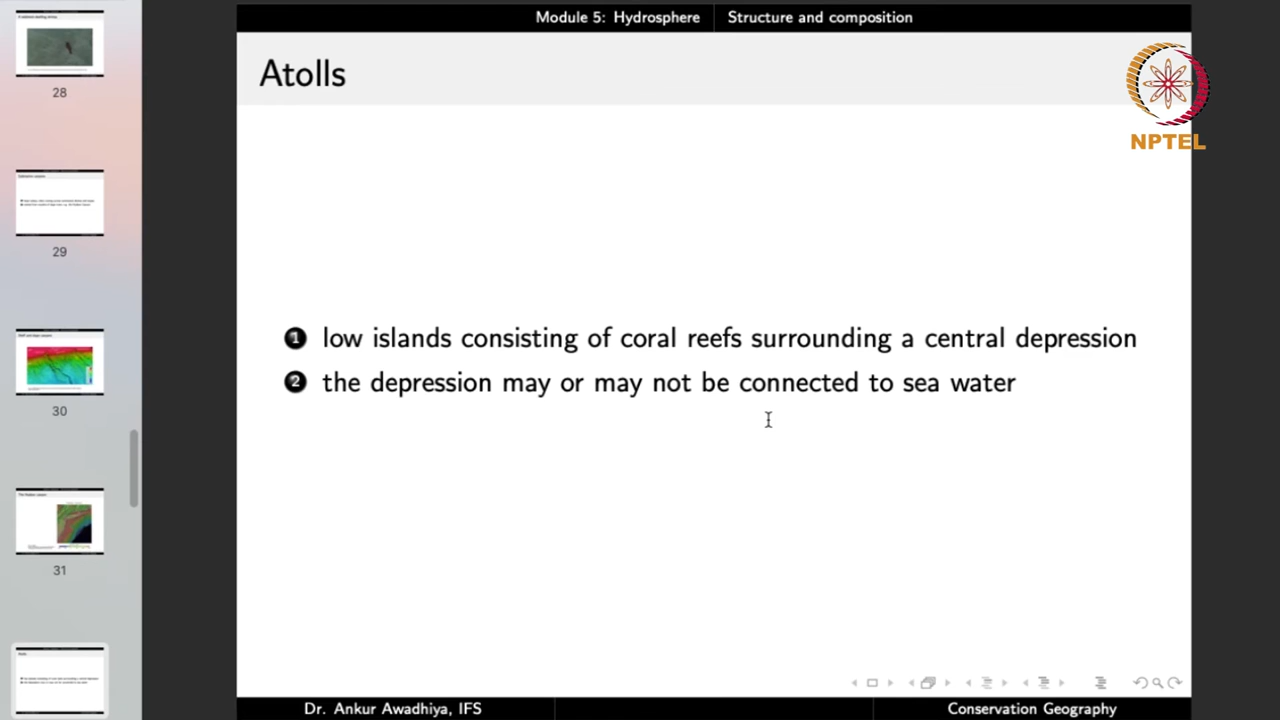 Module 5: Hydrosphere
Structure and composition
Atolls
NPTEL
1 low islands consisting of coral reefs surrounding a central depression
2 the depression may or may not be connected to sea water
28
29
30
31
Dr. Ankur Awadhiya, IFS
Conservation Geography